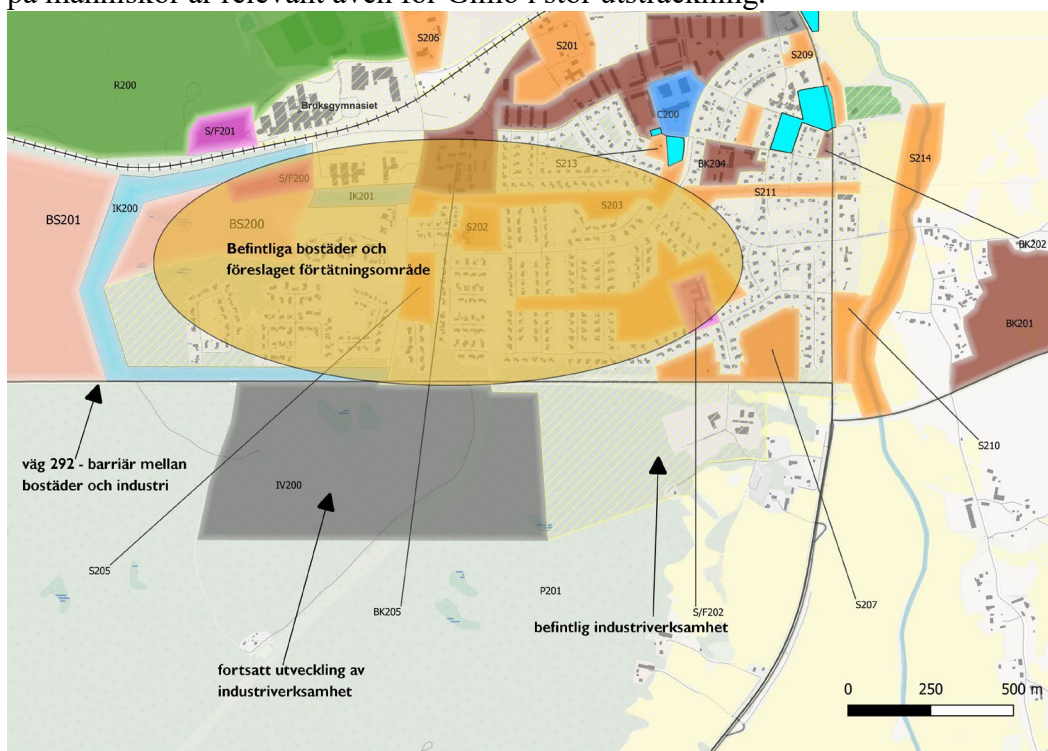 på människor är relevant även för Gimo i stor utsträckning.
S206
S201
S209
R200
Bruksgymnasiet
C200
S/F201
S213
BK204
S214
S/F200
IK201
S211
IK200
BS201
BS200
S203
S202
BK202
Befintliga bostäder och
föreslaget förtätningsområde
BK201
S210
väg 292 - barriär mellan
bostäder och industri
IV200
S205
BK205
P201
S/F202
S207
befintlig industriverksamhet
fortsatt utveckling av
industriverksamhet
0 250 500 m